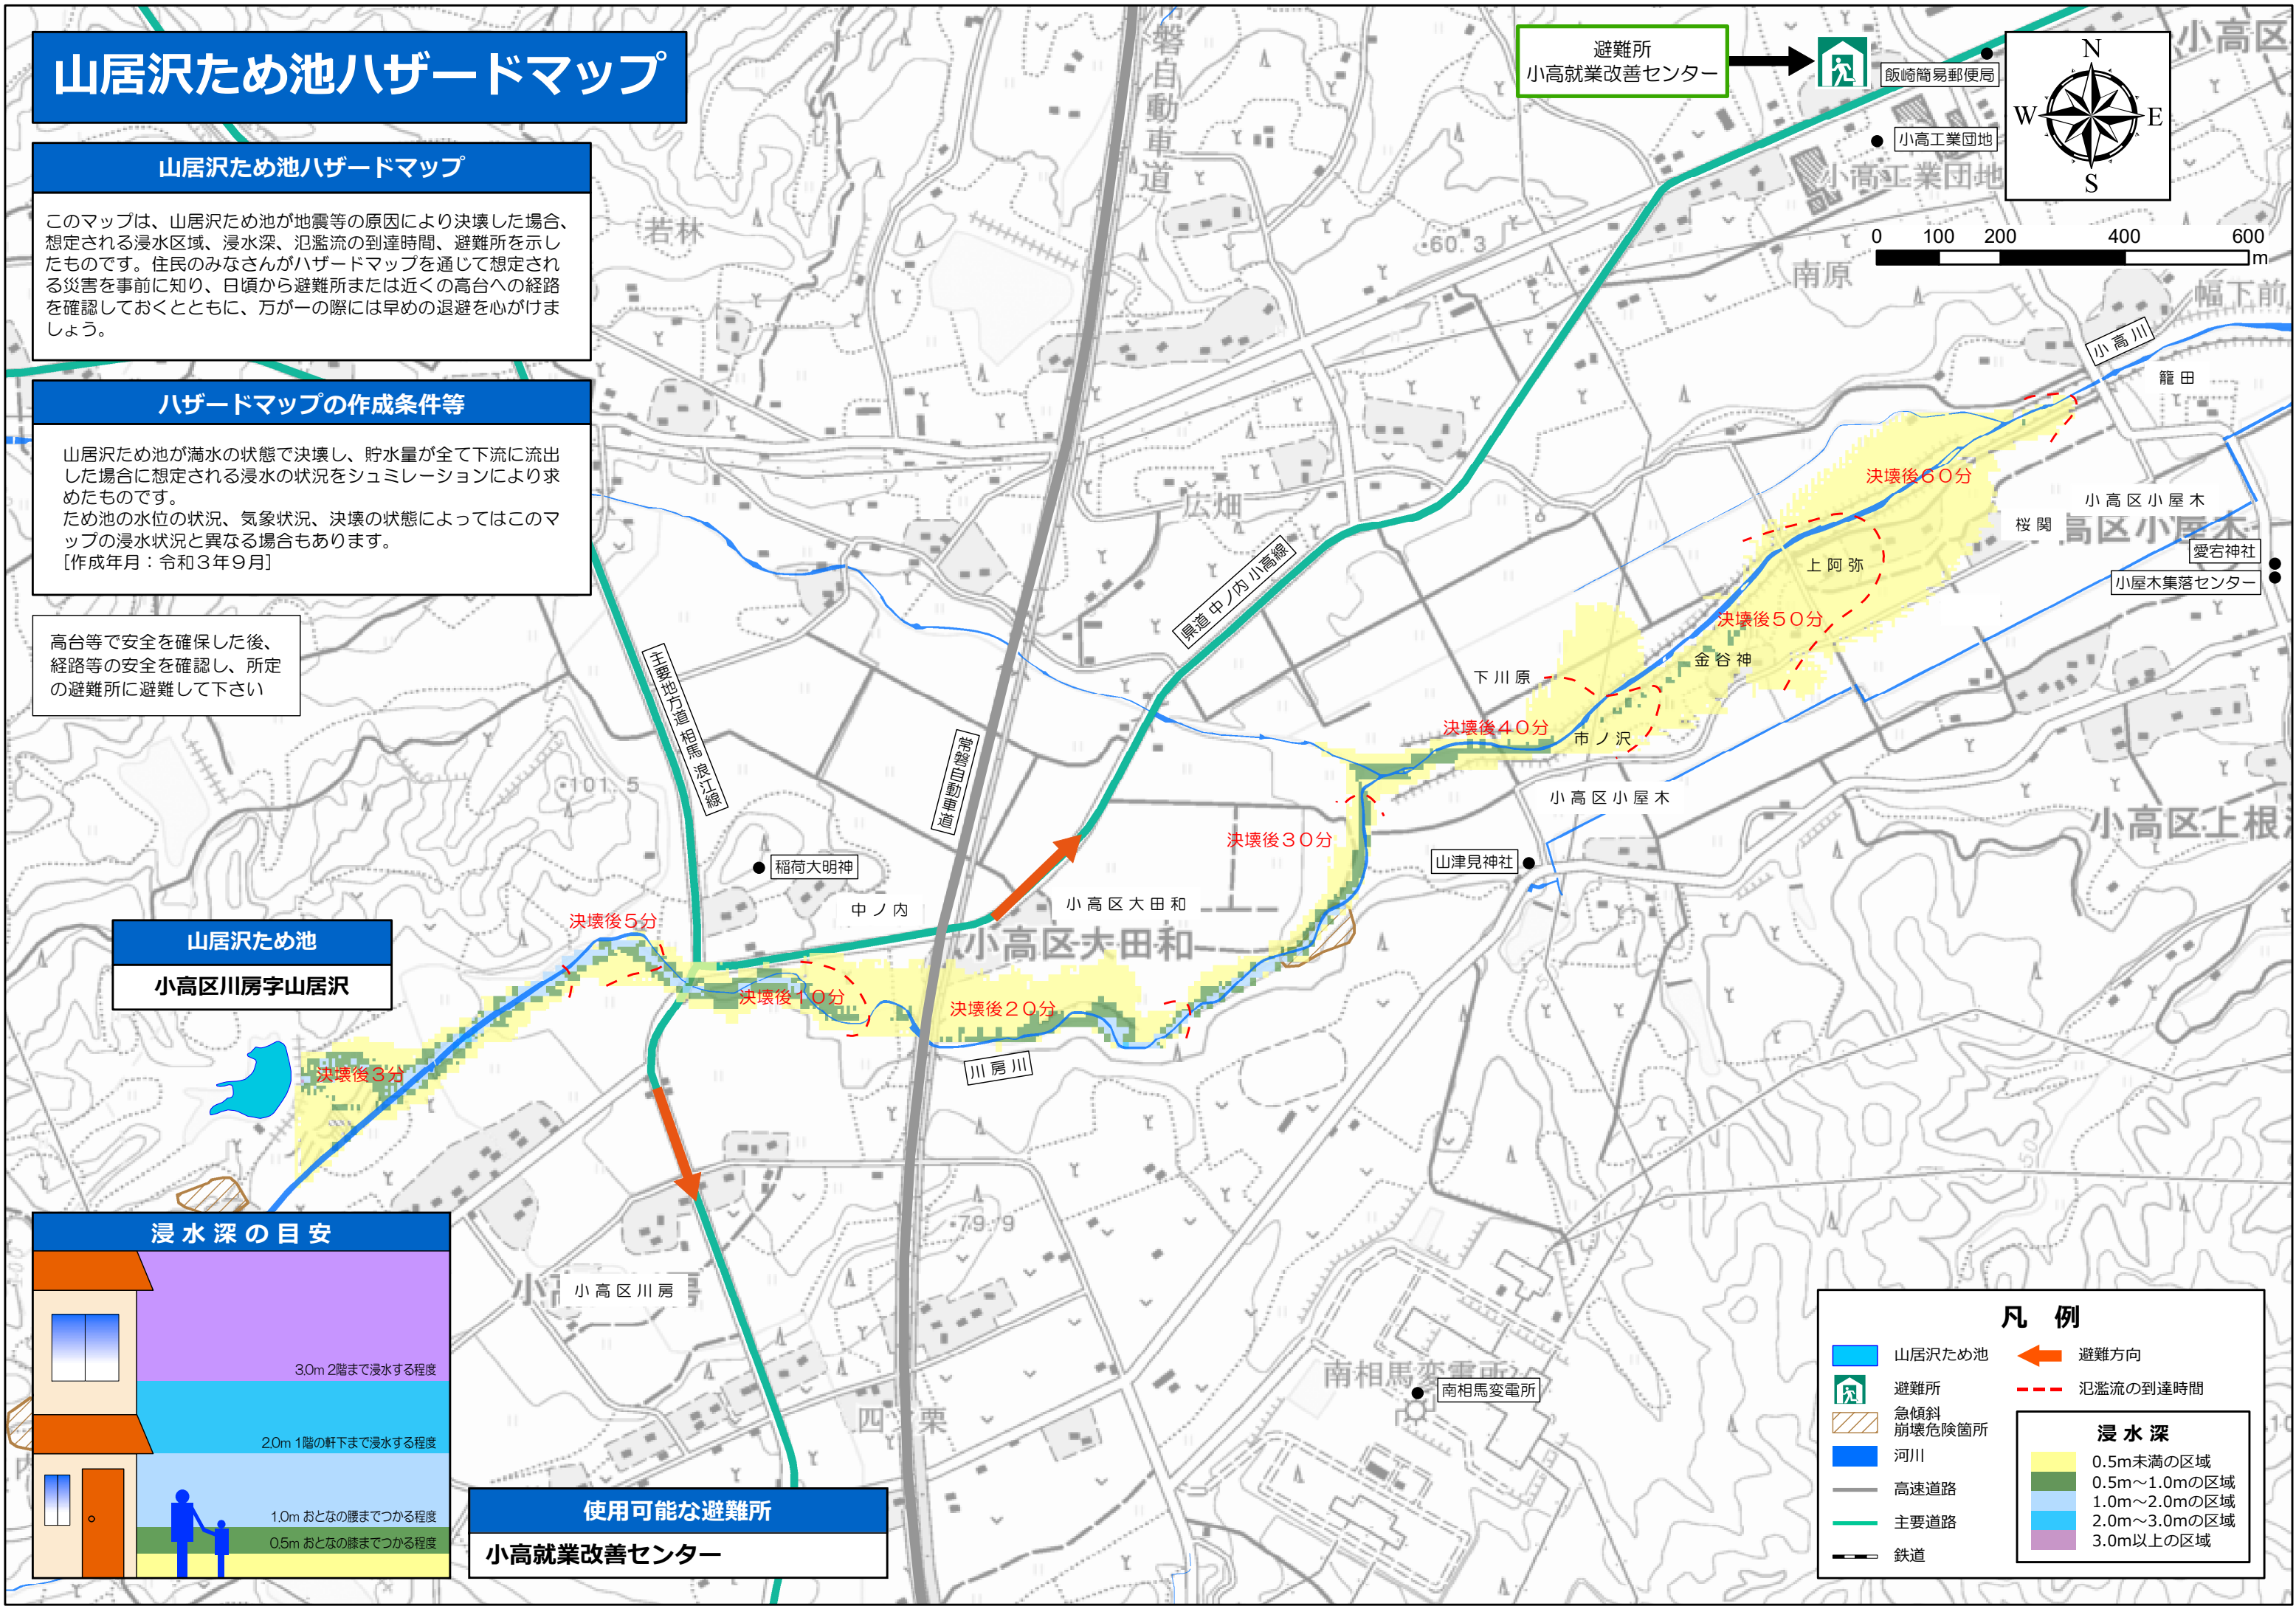 山居沢ため池ハザードマップ
山居沢ため池ハザードマップ
このマップは、山居沢ため池が地震等の原因により決壊した場合、
想定される浸水区域、浸水深、氾濫流の到達時間、避難所を示し
たものです。住民のみなさんがハザードマップを通じて想定され
る災害を事前に知り、日頃から避難所または近くの高台への経路
を確認しておくとともに、万が一の際には早めの退避を心がけま
しょう。
ハザードマップの作成条件等
山居沢ため池が満水の状態で決壊し、貯水量が全て下流に流出
した場合に想定される浸水の状況をシュミレーションにより求
めたものです。
ため池の水位の状況、気象状況、決壊の状態によってはこのマ
ップの浸水状況と異なる場合もあります。
[作成年月：令和３年９月]
高台等で安全を確保した後、
経路等の安全を確認し、所定
の避難所に避難して下さい
避難所
小高就業改善センター
飯崎簡易郵便局
小高区
小高工業団地
小高工業団地
N
W
E
S
0 100 200 400 600
m
磐自動車道
若林
60.3
南原
幅下前
小高川
籠田
広畑
県道 中ノ内 小高線
主要地方道 相馬 浪江線
常磐自動車道
決壊後６０分
小高区小屋木
桜関
高区小屋木
愛宕神社
小屋木集落センター
上阿弥
決壊後５０分
金谷神
下川原
決壊後４０分
市ノ沢
小高区小屋木
小高区上根
101.5
決壊後３０分
山津見神社
稲荷大明神
中ノ内
小高区大田和
小高区大田和
決壊後５分
決壊後１０分
決壊後２０分
川房川
山居沢ため池
小高区川房字山居沢
決壊後３分
79.9
小高区川房
四ツ栗
南相馬変電所
南相馬変電所
浸水深の目安
3.0m 2階まで浸水する程度
2.0m 1階の軒下まで浸水する程度
1.0m おとなの腰までつかる程度
0.5m おとなの膝までつかる程度
使用可能な避難所
小高就業改善センター
凡 例
山居沢ため池
避難所
急傾斜
崩壊危険箇所
河川
高速道路
主要道路
鉄道
避難方向
氾濫流の到達時間
浸水深
0.5m未満の区域
0.5m～1.0mの区域
1.0m～2.0mの区域
2.0m～3.0mの区域
3.0m以上の区域